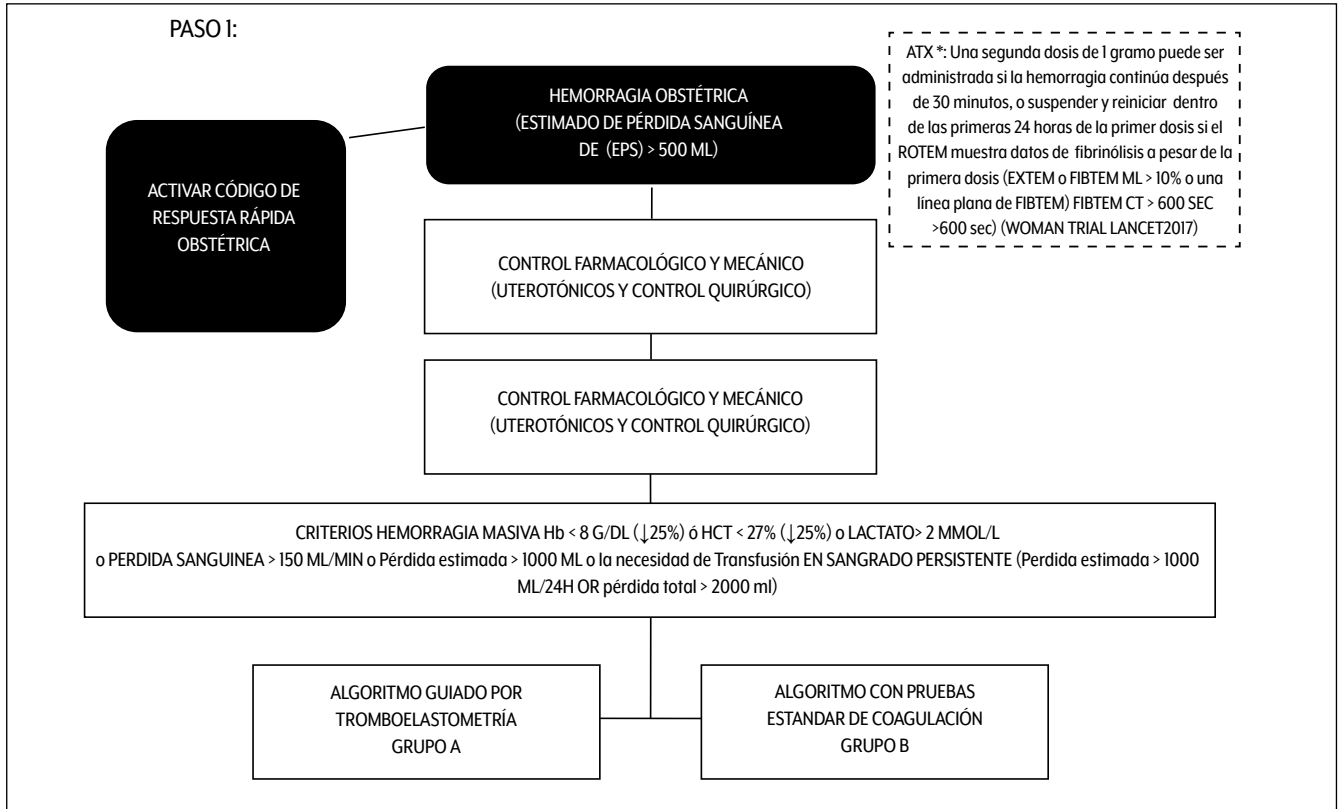 PASO 1:
HEMORRAGIA OBSTÉTRICA
(ESTIMADO DE PÉRDIDA SANGUÍNEA
DE (EPS) > 500 ML)
ATX *: Una segunda dosis de 1 gramo puede ser
administrada si la hemorragia continúa después
de 30 minutos, o suspender y reiniciar dentro
de las primeras 24 horas de la primer dosis si el
ROTEM muestra datos de fibrinólisis a pesar de la
primera dosis (EXTEM o FIBTEM ML > 10% o una
línea plana de FIBTEM) FIBTEM CT > 600 SEC
>600 sec) (WOMAN TRIAL LANCET2017)
ACTIVAR CÓDIGO DE
RESPUESTA RÁPIDA
OBSTÉTRICA
CONTROL FARMACOLÓGICO Y MECÁNICO
(UTEROTÓNICOS Y CONTROL QUIRÚRGICO)
CONTROL FARMACOLÓGICO Y MECÁNICO
(UTEROTÓNICOS Y CONTROL QUIRÚRGICO)
CRITERIOS HEMORRAGIA MASIVA Hb < 8 G/DL (↓25%) ó HCT < 27% (↓25%) o LACTATO> 2 MMOL/L
o PERDIDA SANGUINEA > 150 ML/MIN o Pérdida estimada > 1000 ML o la necesidad de Transfusión EN SANGRADO PERSISTENTE (Perdida estimada > 1000
ML/24H OR pérdida total > 2000 ml)
ALGORITMO GUIADO POR
TROMBOELASTOMETRÍA
GRUPO A
ALGORITMO CON PRUEBAS
ESTANDAR DE COAGULACIÓN
GRUPO B